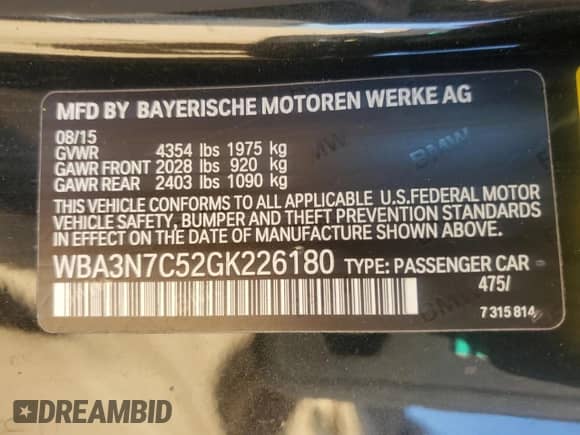 MFD BY BAYERISCHE MOTOREN WERKE AG
08/15
GVWR 4354 lbs 1975 kg
GAWR FRONT 2028 lbs 920 kg
GAWR REAR 2403 lbs 1090 kg
THIS VEHICLE CONFORMS TO ALL APPLICABLE U.S.FEDERAL MOTOR
VEHICLE SAFETY, BUMPER AND THEFT PREVENTION STANDARDS
IN EFFECT ON THE DATE OF MANUFACTURE SHOWN ABOVE.
WBA3N7C52GK226180 TYPE: PASSENGER CAR
475/
7 315 814
DREAMBID